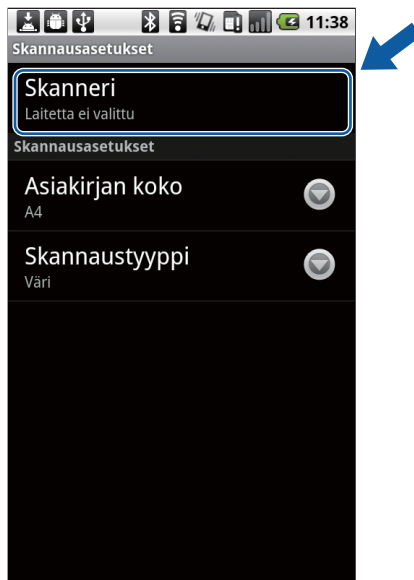 11:38
Skannausasetukset
Skanneri
Laitetta ei valittu
Skannausasetukset
Asiakirjan koko
A4
Skannaustyyppi
Väri